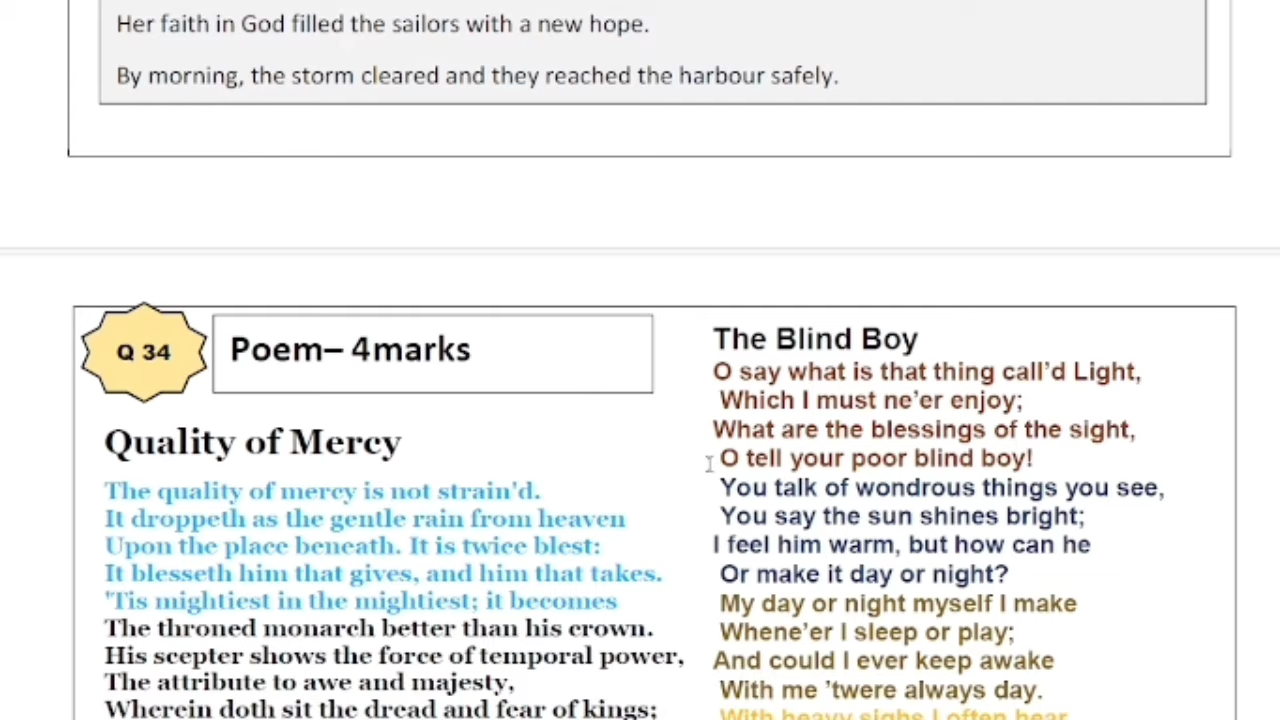 Her faith in God filled the sailors with a new hope.
By morning, the storm cleared and they reached the harbour safely.
Q 34
Poem– 4marks
Quality of Mercy
The quality of mercy is not strain'd.
It droppeth as the gentle rain from heaven
Upon the place beneath. It is twice blest:
It blesseth him that gives, and him that takes.
'Tis mightiest in the mightiest; it becomes
The throned monarch better than his crown.
His scepter shows the force of temporal power,
The attribute to awe and majesty,
Wherein doth sit the dread and fear of kings;
The Blind Boy
O say what is that thing call’d Light,
Which I must ne’er enjoy;
What are the blessings of the sight,
O tell your poor blind boy!
You talk of wondrous things you see,
You say the sun shines bright;
I feel him warm, but how can he
Or make it day or night?
My day or night myself I make
Whene’er I sleep or play;
And could I ever keep awake
With me ’twere always day.
With heavy sighs I often hear